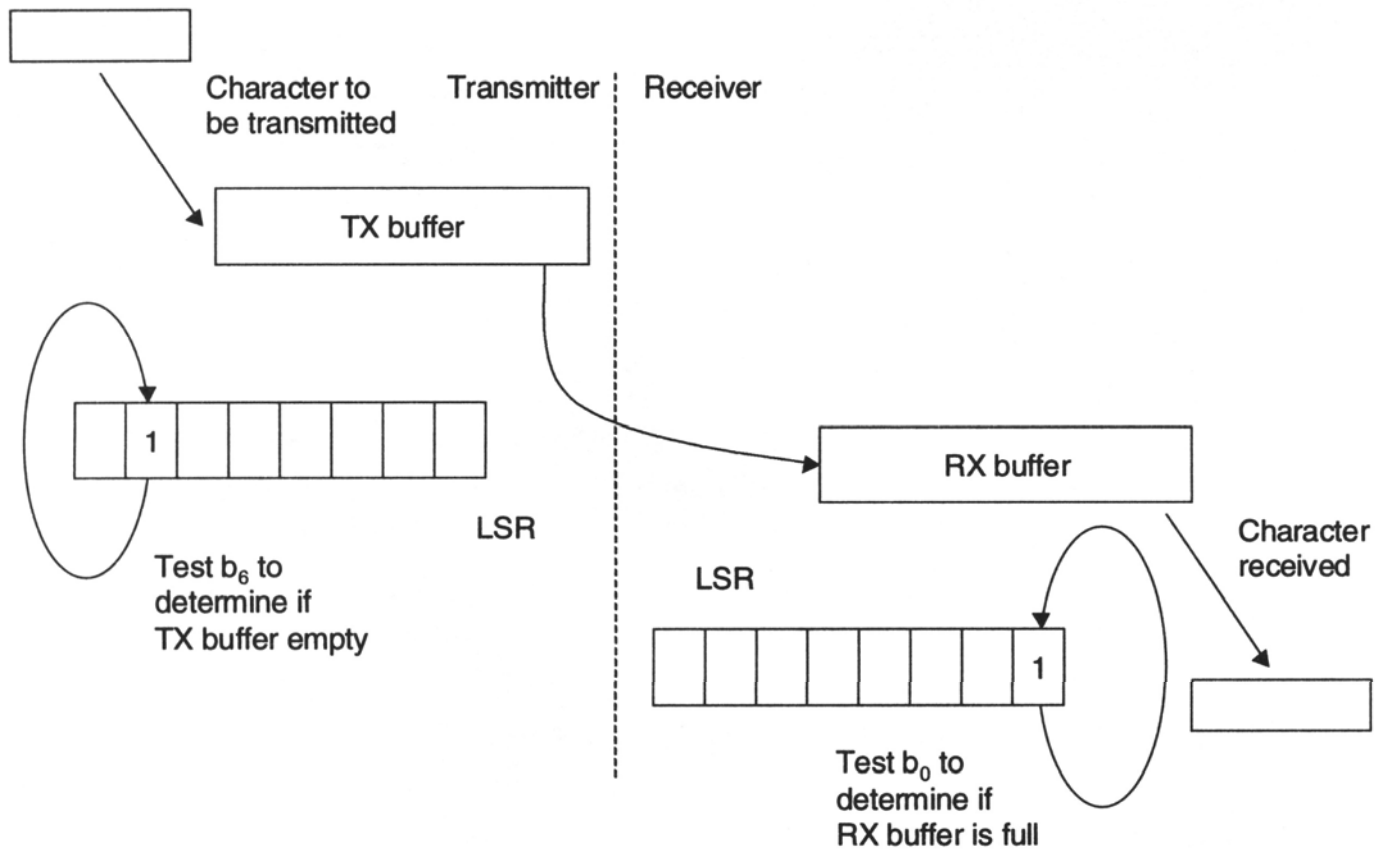 Character to
be transmitted
Transmitter
Receiver
TX buffer
1
LSR
Test b₆ to
determine if
TX buffer empty
RX buffer
Character
received
LSR
1
Test b₀ to
determine if
RX buffer is full